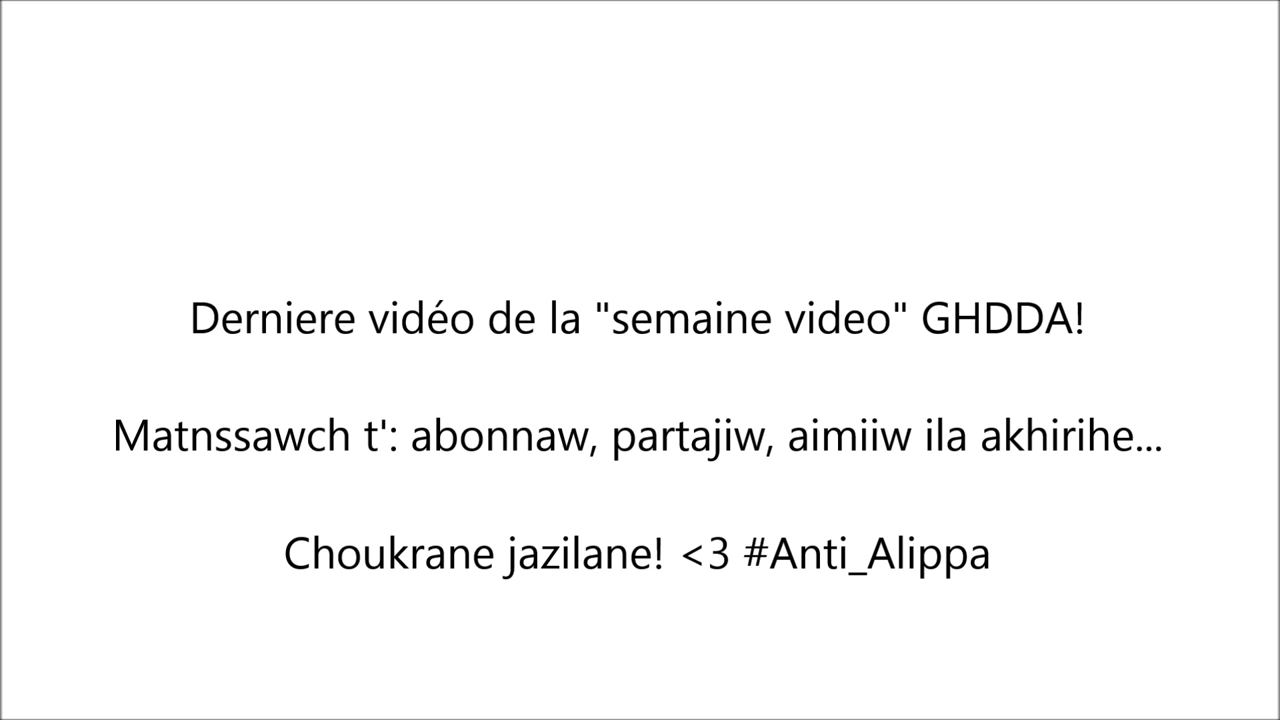 Derniere vidéo de la "semaine video" GHDDA!
Matnssawch t': abonnaw, partajiw, aimiiw ila akhirihe...
Choukrane jazilane! <3 #Anti_Alippa